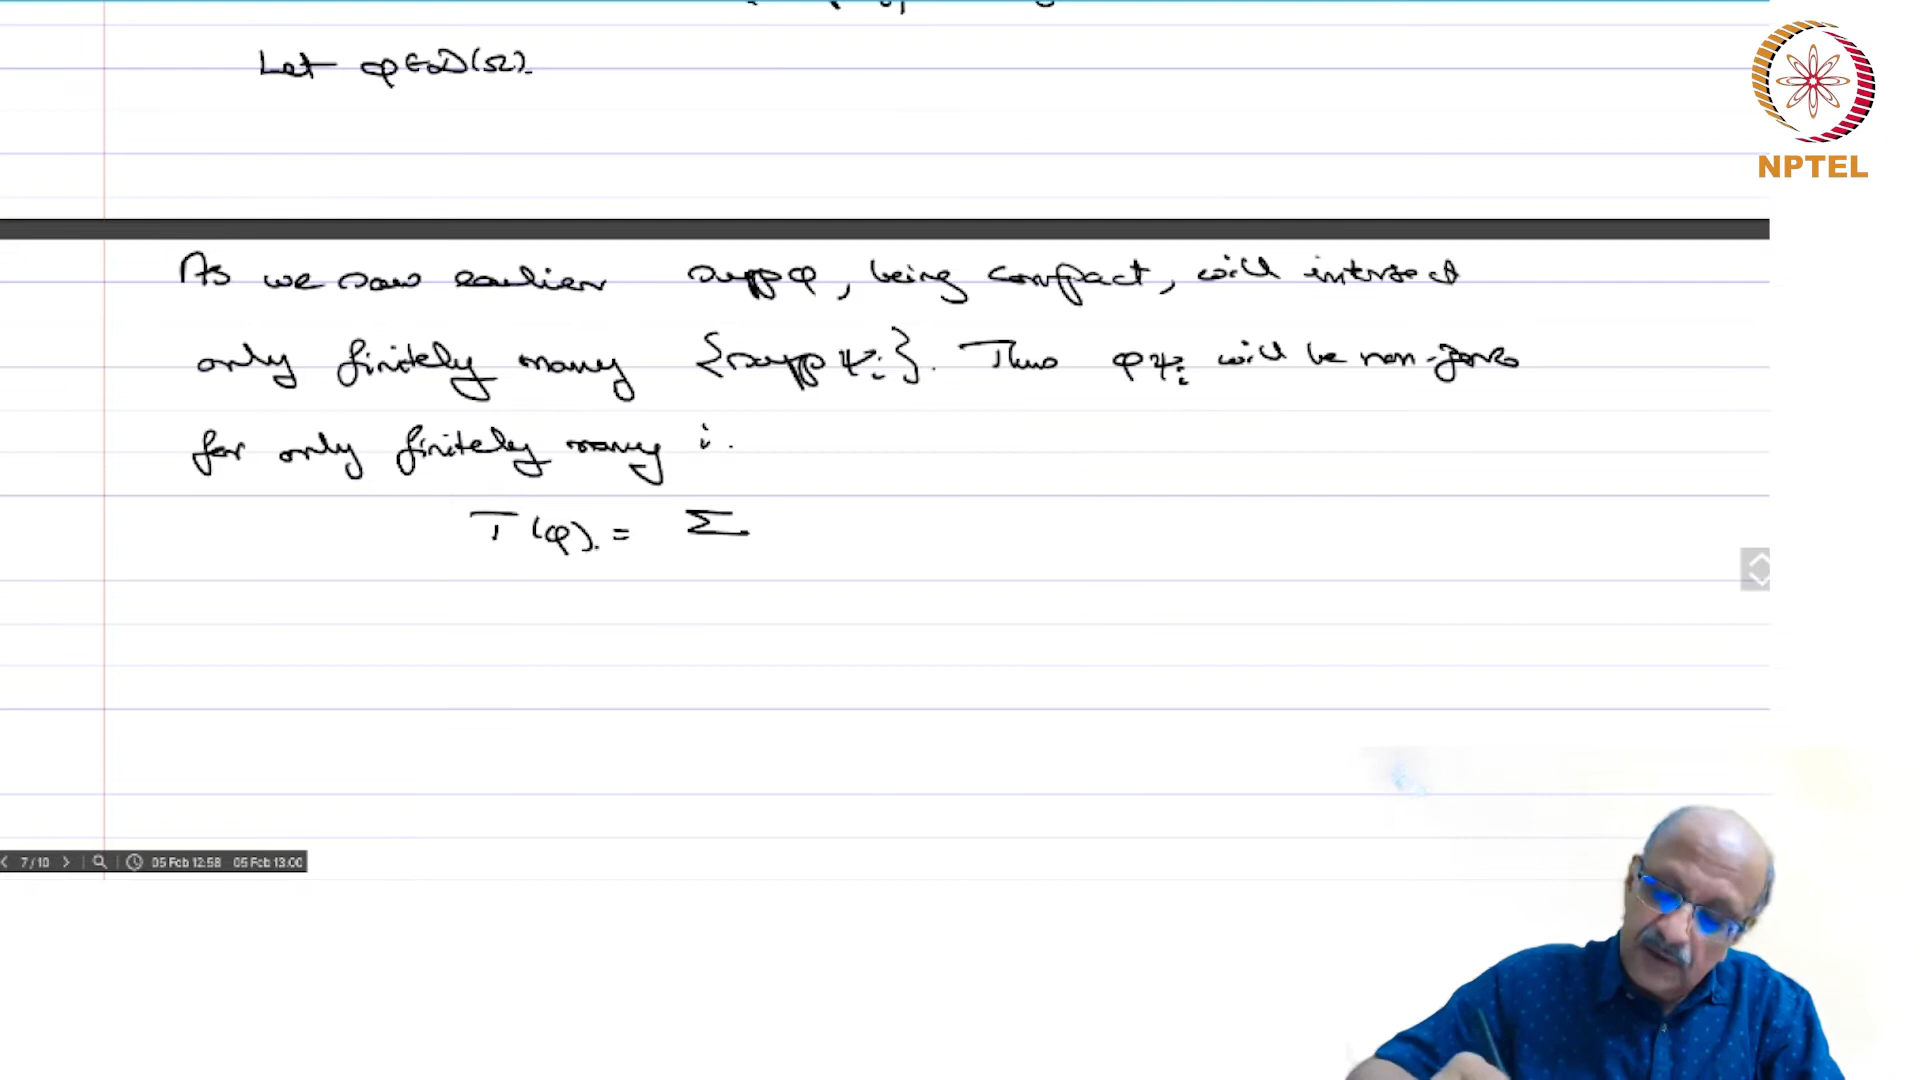 Let φ∈D(Ω).
NPTEL
As we saw earlier supp φ, being compact, will intersect
only finitely many {supp ψᵢ}. Thus φψᵢ will be non-zero
for only finitely many i.
T(φ) = Σ
7/10 05 Feb 12:58 05 Feb 13:00